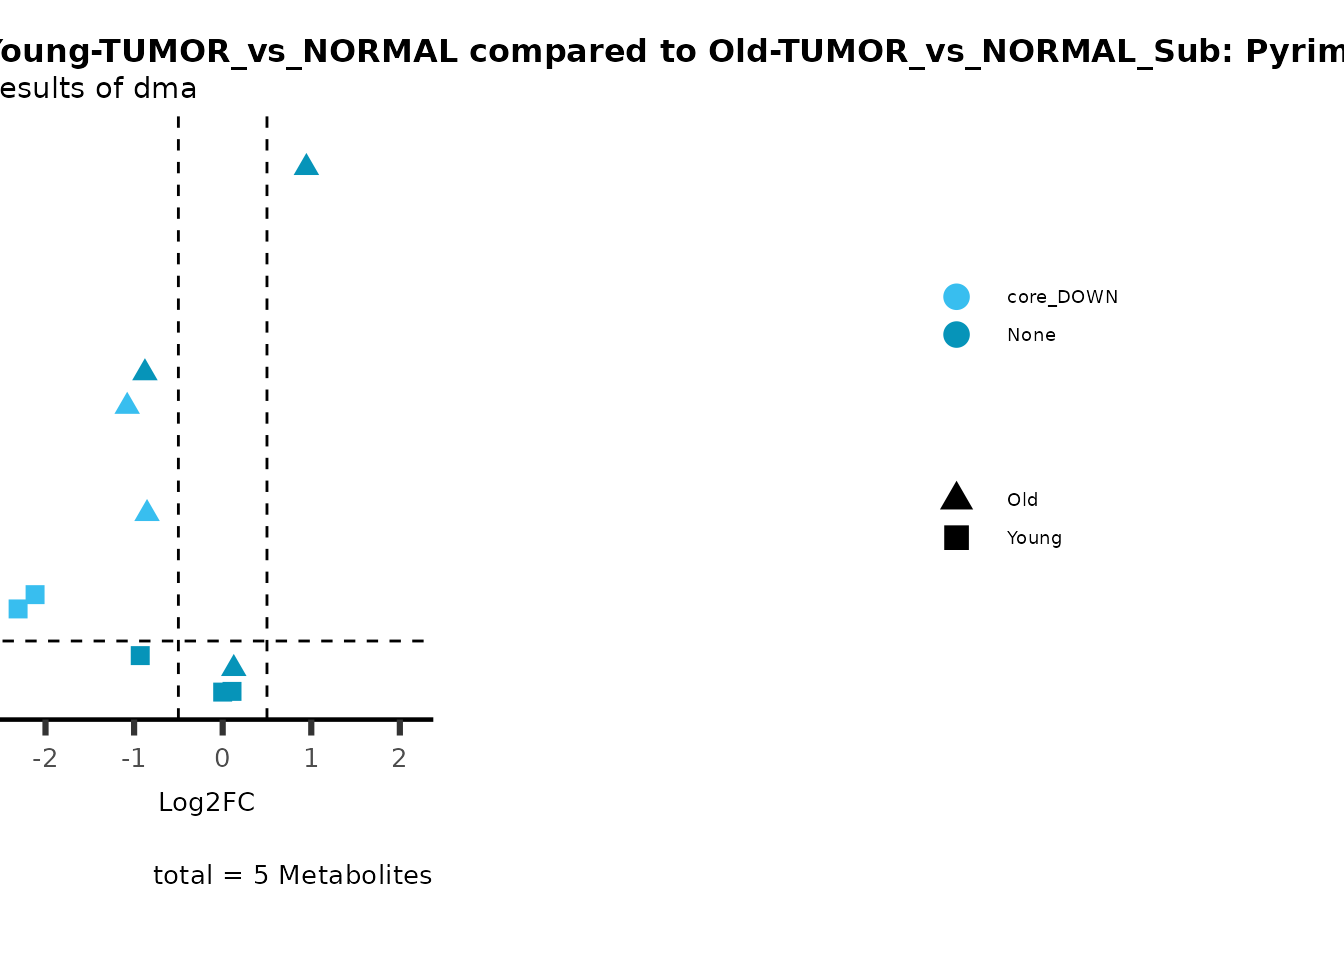 Young-TUMOR_vs_NORMAL compared to Old-TUMOR_vs_NORMAL_Sub: Pyrim
esults of dma
core_DOWN
None
Old
Young
-2 -1 0 1 2
Log2FC
total = 5 Metabolites